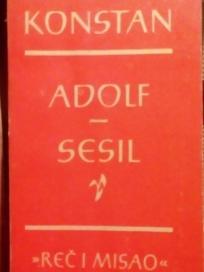 KONSTAN
ADOLF
—
SESIL
»REČ I MISAO«